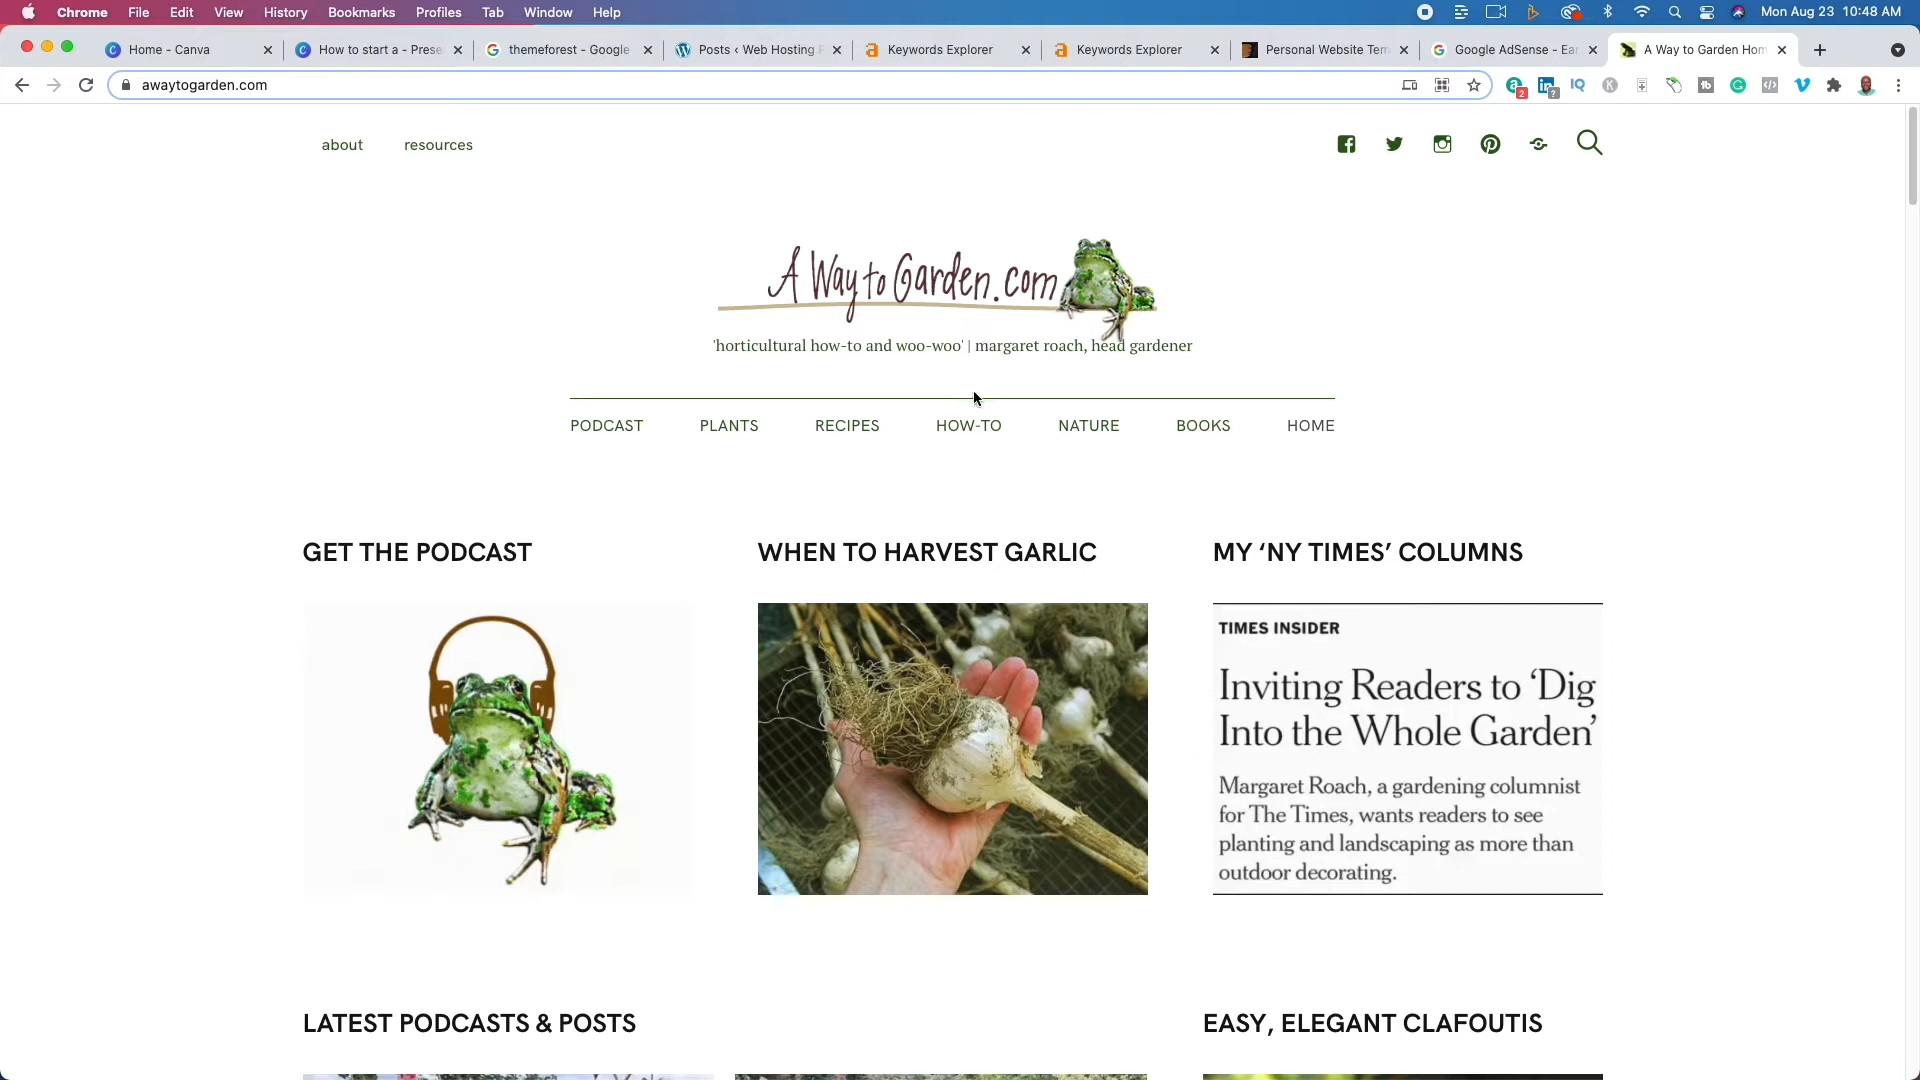 Chrome File Edit View History Bookmarks Profiles Tab Window Help Mon Aug 23 10:48 AM
Home - Canva How to start a - Prese themeforest - Google Posts ‹ Web Hosting Keywords Explorer Keywords Explorer Personal Website Tem Google AdSense - Ear A Way to Garden Hom
awaytogarden.com
about resources
A Way to Garden.com
'horticultural how-to and woo-woo' | margaret roach, head gardener
PODCAST PLANTS RECIPES HOW-TO NATURE BOOKS HOME
GET THE PODCAST WHEN TO HARVEST GARLIC MY ‘NY TIMES’ COLUMNS
TIMES INSIDER
Inviting Readers to ‘Dig
Into the Whole Garden’
Margaret Roach, a gardening columnist
for The Times, wants readers to see
planting and landscaping as more than
outdoor decorating.
LATEST PODCASTS & POSTS EASY, ELEGANT CLAFOUTIS